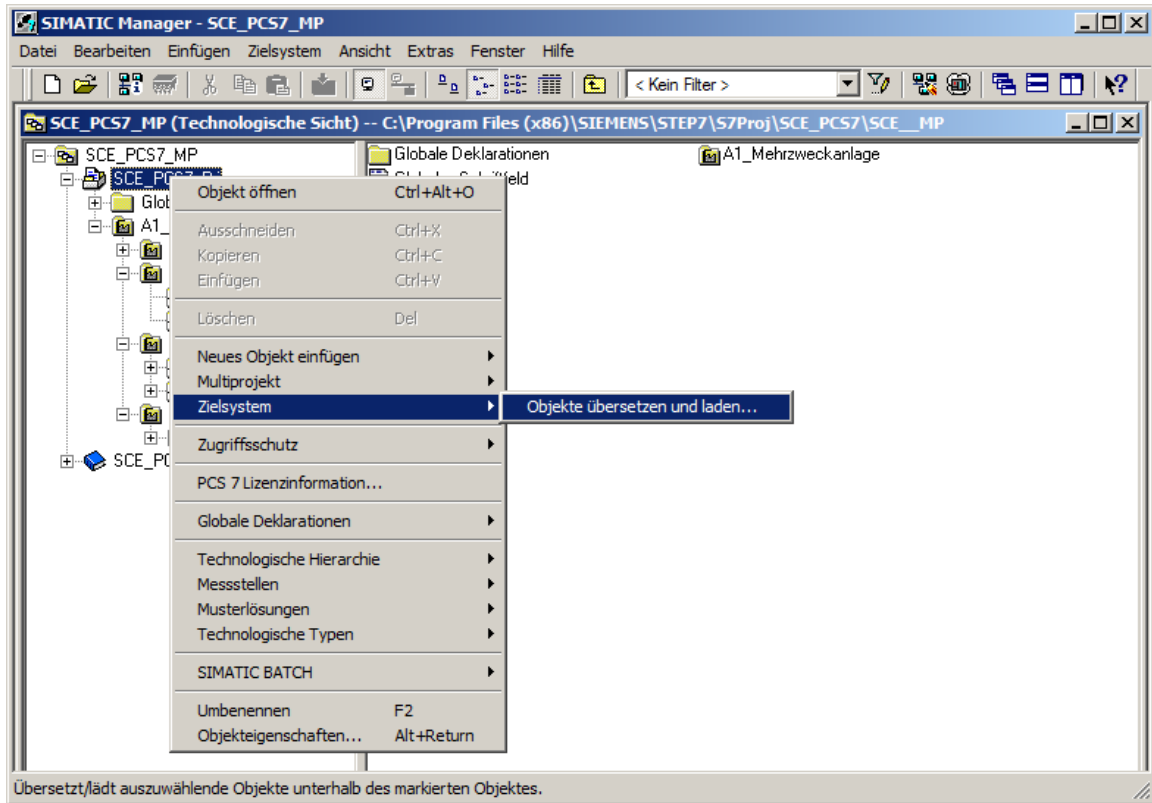 SIMATIC Manager - SCE_PCS7_MP
Datei Bearbeiten Einfügen Zielsystem Ansicht Extras Fenster Hilfe
< Kein Filter >
SCE_PCS7_MP (Technologische Sicht) -- C:\Program Files (x86)\SIEMENS\STEP7\S7Proj\SCE_PCS7\SCE__MP
SCE_PCS7_MP
Glob
A1_
SCE_PC
Globale Deklarationen
A1_Mehrzweckanlage
Objekt öffnen Ctrl+Alt+O
Ausschneiden Ctrl+X
Kopieren Ctrl+C
Einfügen Ctrl+V
Löschen Del
Neues Objekt einfügen
Multiprojekt
Zielsystem
Objekte übersetzen und laden...
Zugriffsschutz
PCS 7 Lizenzinformation...
Globale Deklarationen
Technologische Hierarchie
Messstellen
Musterlösungen
Technologische Typen
SIMATIC BATCH
Umbenennen F2
Objekteigenschaften... Alt+Return
Übersetzt/lädt auszuwählende Objekte unterhalb des markierten Objektes.